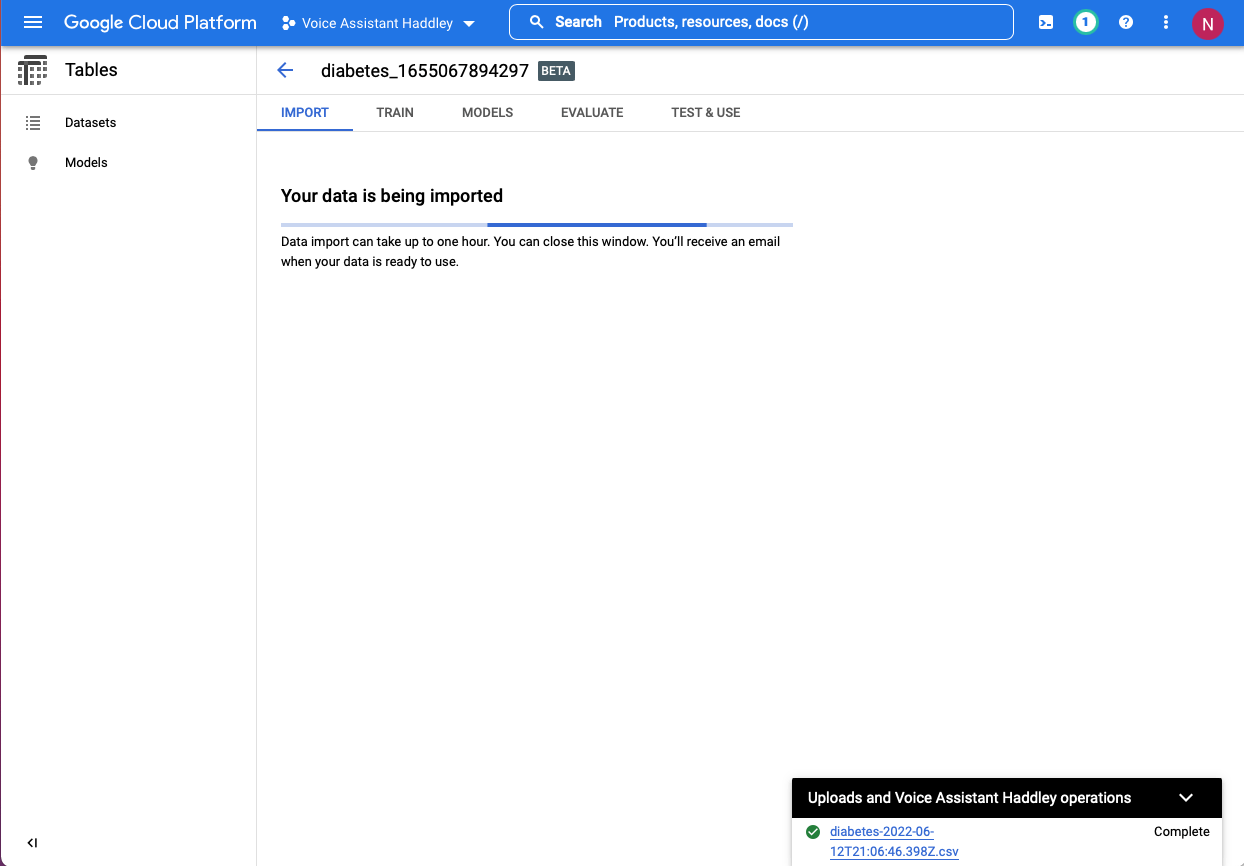 Google Cloud Platform
Voice Assistant Haddley
Search Products, resources, docs (/)
1
N
Tables
diabetes_1655067894297 BETA
Datasets
Models
IMPORT TRAIN MODELS EVALUATE TEST & USE
Your data is being imported
Data import can take up to one hour. You can close this window. You’ll receive an email
when your data is ready to use.
Uploads and Voice Assistant Haddley operations
diabetes-2022-06- Complete
12T21:06:46.398Z.csv